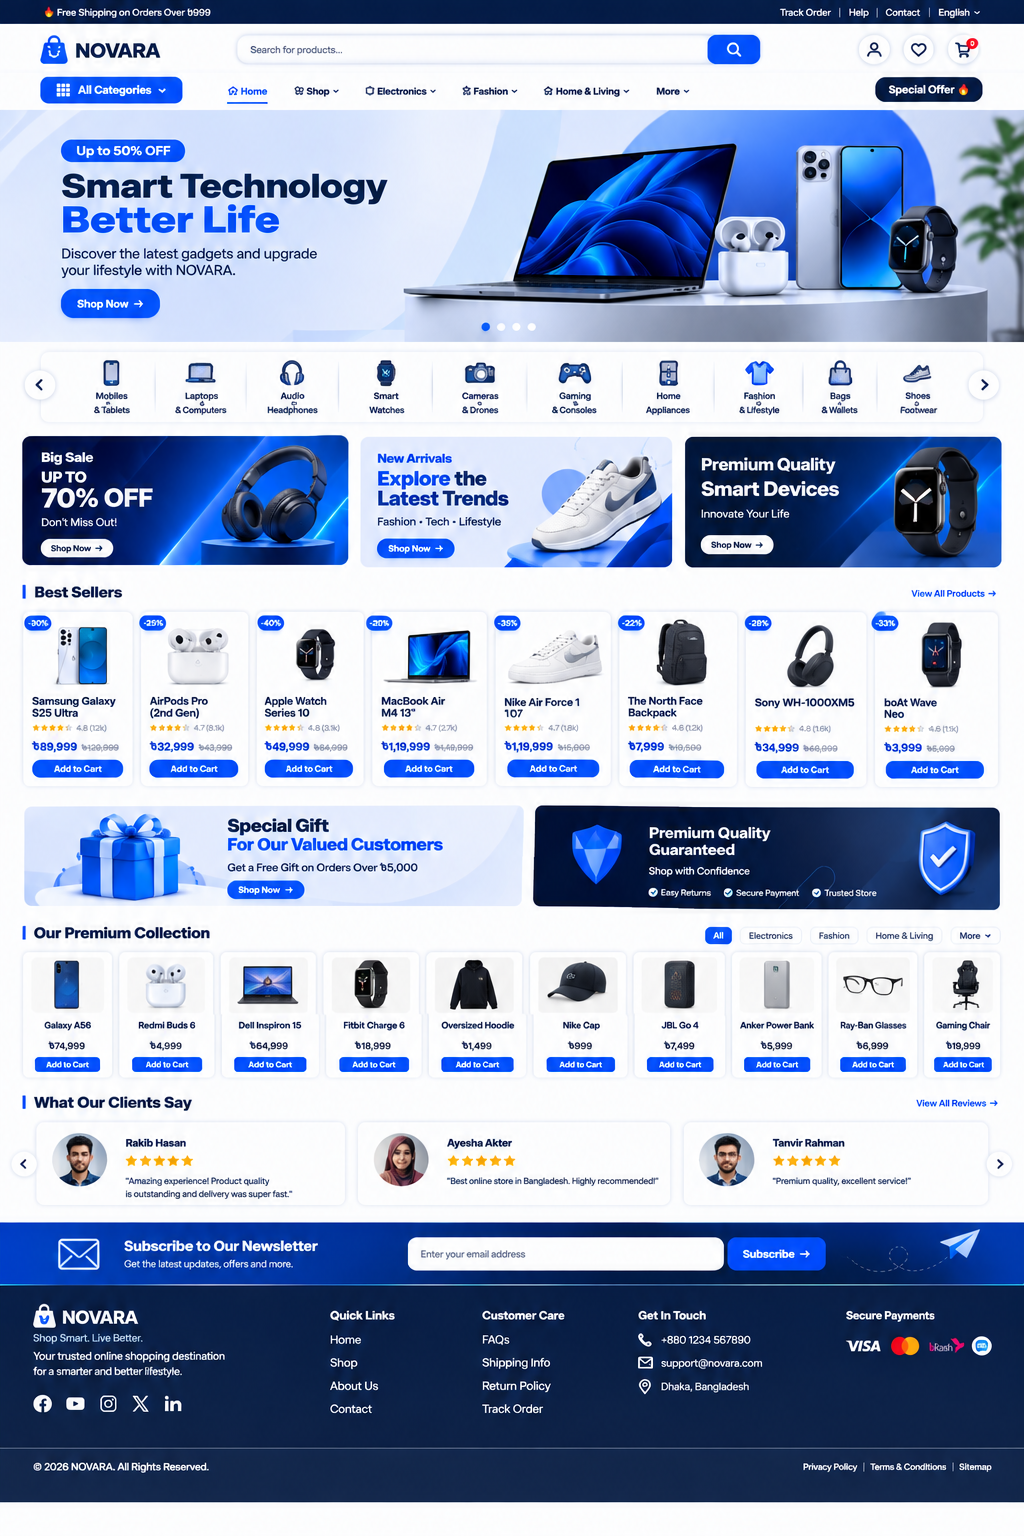 🔥 Free Shipping on Orders Over ৳999
Track Order | Help | Contact | English
NOVARA
Search for products...
0
All Categories
Home
Shop
Electronics
Fashion
Home & Living
More
Special Offer 🔥
Up to 50% OFF
Smart Technology
Better Life
Discover the latest gadgets and upgrade
your lifestyle with NOVARA.
Shop Now →
Mobiles
& Tablets
Laptops
& Computers
Audio
Headphones
Smart
Watches
Cameras
& Drones
Gaming
& Consoles
Home
Appliances
Fashion
& Lifestyle
Bags
& Wallets
Shoes
Footwear
Big Sale
UP TO
70% OFF
Don't Miss Out!
Shop Now →
New Arrivals
Explore the
Latest Trends
Fashion • Tech • Lifestyle
Shop Now →
Premium Quality
Smart Devices
Innovate Your Life
Shop Now →
Best Sellers
View All Products →
Samsung Galaxy
S25 Ultra
4.8 (12k)
৳89,999 ৳129,999
Add to Cart
-29%
AirPods Pro
(2nd Gen)
4.7 (8.1k)
৳32,999 ৳43,999
Add to Cart
-40%
Apple Watch
Series 10
4.8 (3.1k)
৳49,999 ৳64,999
Add to Cart
-20%
MacBook Air
M4 13"
4.7 (2.7k)
৳1,19,999
Add to Cart
Nike Air Force 1
107
4.7 (1.8k)
৳1,19,999 ৳15,000
Add to Cart
-22%
The North Face
Backpack
4.6 (1.2k)
৳7,999 ৳10,500
Add to Cart
-28%
Sony WH-1000XM5
4.8 (1.6k)
৳34,999
Add to Cart
-33%
boAt Wave
Neo
4.6 (1.1k)
৳3,999
Add to Cart
Special Gift
For Our Valued Customers
Get a Free Gift on Orders Over ৳5,000
Shop Now →
Premium Quality
Guaranteed
Shop with Confidence
Easy Returns
Secure Payment
Trusted Store
Our Premium Collection
All
Electronics
Fashion
Home & Living
More
Galaxy A56
৳74,999
Add to Cart
Redmi Buds 6
৳4,999
Add to Cart
Dell Inspiron 15
৳64,999
Add to Cart
Fitbit Charge 6
৳18,999
Add to Cart
Oversized Hoodie
৳1,499
Add to Cart
Nike Cap
৳999
Add to Cart
JBL Go 4
৳7,499
Add to Cart
Anker Power Bank
৳5,999
Add to Cart
Ray-Ban Glasses
৳6,999
Add to Cart
Gaming Chair
৳19,999
Add to Cart
What Our Clients Say
View All Reviews →
Rakib Hasan
"Amazing experience! Product quality
is outstanding and delivery was super fast."
Ayesha Akter
"Best online store in Bangladesh. Highly recommended!"
Tanvir Rahman
"Premium quality, excellent service!"
Subscribe to Our Newsletter
Get the latest updates, offers and more.
Enter your email address
Subscribe →
NOVARA
Shop Smart. Live Better.
Your trusted online shopping destination
for a smarter and better lifestyle.
Quick Links
Home
Shop
About Us
Contact
Customer Care
FAQs
Shipping Info
Return Policy
Track Order
Get In Touch
+880 1234 567890
support@novara.com
Dhaka, Bangladesh
Secure Payments
VISA
bKash
© 2026 NOVARA. All Rights Reserved.
Privacy Policy | Terms & Conditions | Sitemap